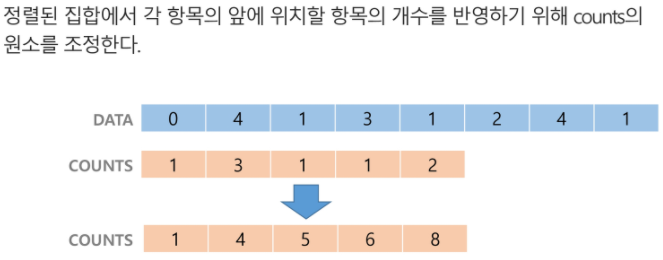 정렬된 집합에서 각 항목의 앞에 위치할 항목의 개수를 반영하기 위해 counts의
원소를 조정한다.
DATA 0 4 1 3 1 2 4 1
COUNTS 1 3 1 1 2
COUNTS 1 4 5 6 8